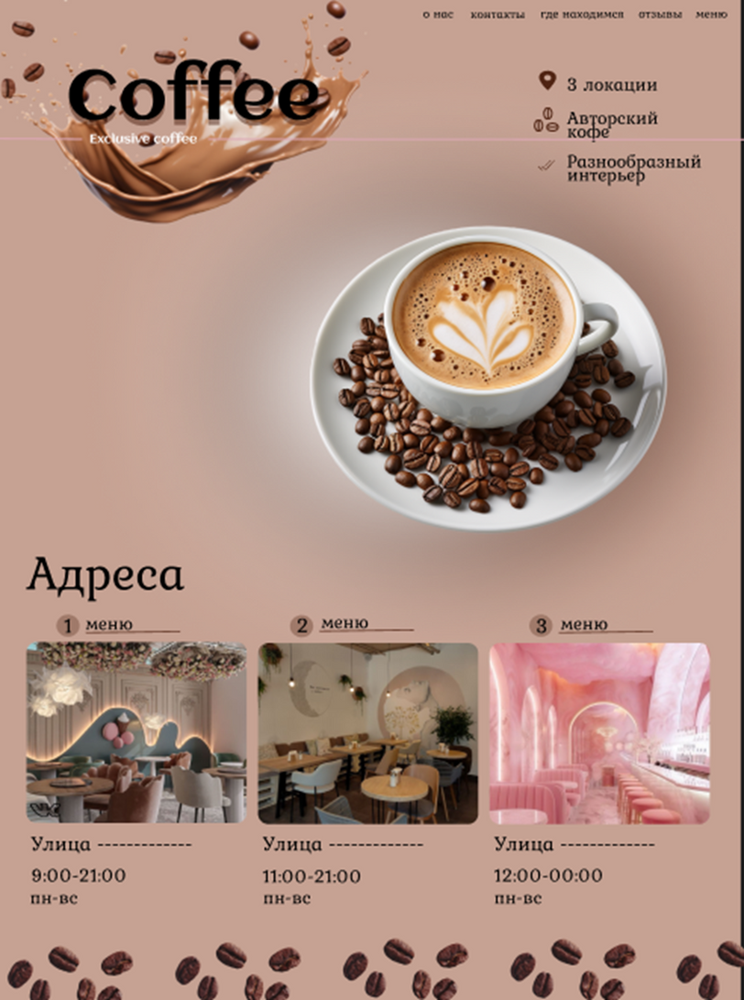 о нас контакты где находимся отзывы меню
Coffee
Exclusive coffee
3 локации
Авторский
кофе
Разнообразный
интерьер
Адреса
1 меню
2 меню
3 меню
Улица -------------
Улица -------------
Улица -------------
9:00-21:00
11:00-21:00
12:00-00:00
пн-вс
пн-вс
пн-вс